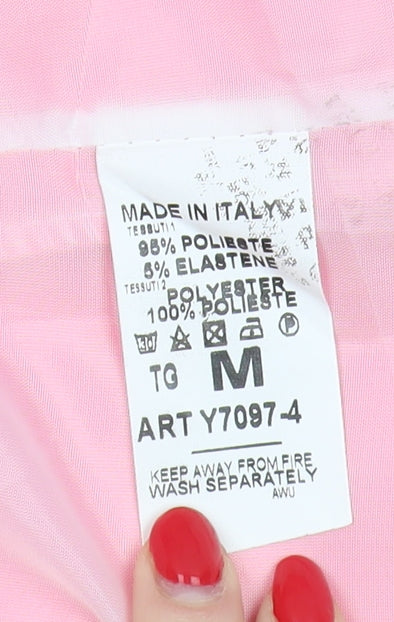 MADE IN ITALY
TESSUTI 1
95% POLIESTE
5% ELASTENE
TESSUTI 2
POLYESTER
100% POLIESTE
30 P
TG M
ART Y7097-4
KEEP AWAY FROM FIRE
WASH SEPARATELY
AWU